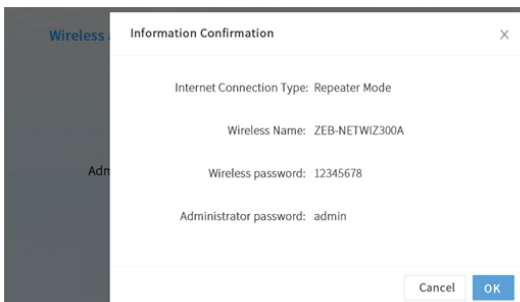 Wireless
Information Confirmation
X
Internet Connection Type: Repeater Mode
Wireless Name: ZEB-NETWIZ300A
Adm
Wireless password: 12345678
Administrator password: admin
Cancel
OK